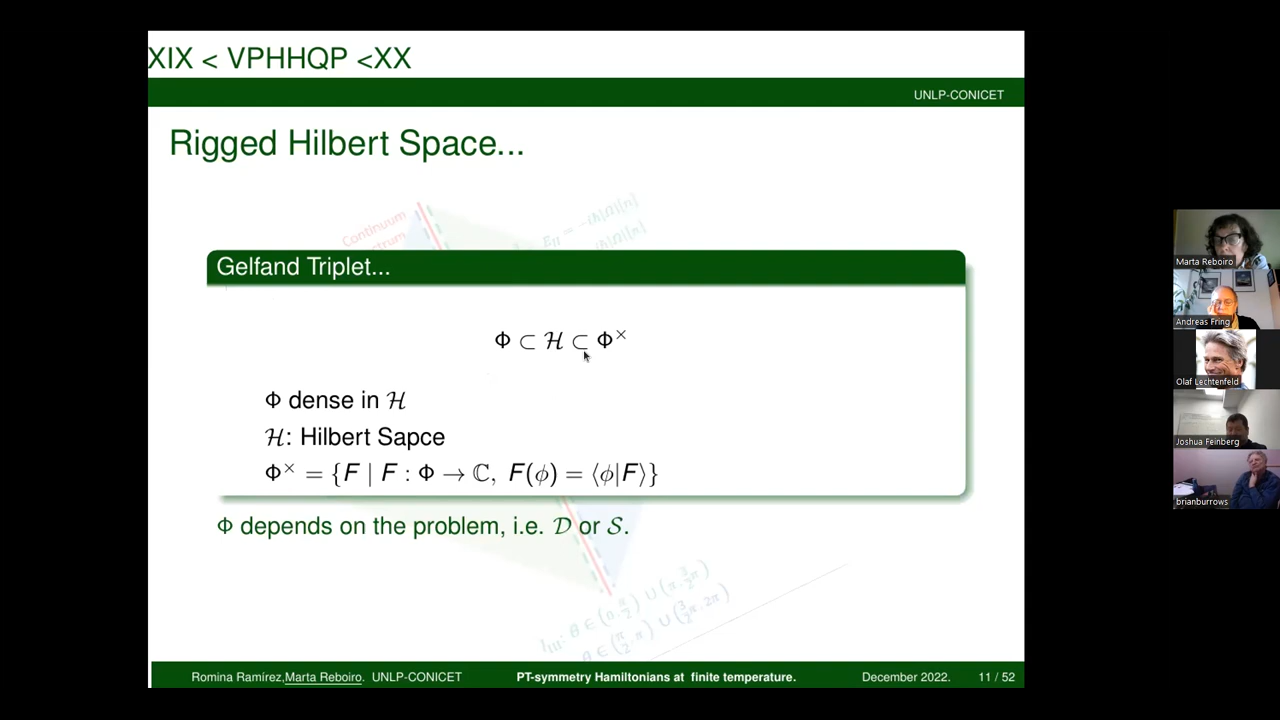 XIX < VPHHQP <XX
UNLP-CONICET
Rigged Hilbert Space...
Continuum
Gelfand Triplet...
Φ ⊂ ℋ ⊂ Φ×
Φ dense in ℋ
ℋ: Hilbert Sapce
Φ× = {F | F : Φ → ℂ, F(ϕ) = ⟨ϕ|F⟩}
Φ depends on the problem, i.e. 𝒟 or 𝒮.
Romina Ramírez,Marta Reboiro. UNLP-CONICET
PT-symmetry Hamiltonians at finite temperature.
December 2022.
11 / 52
Marta Reboiro
Andreas Fring
Olaf Lechtenfeld
Joshua Feinberg
brianburrows